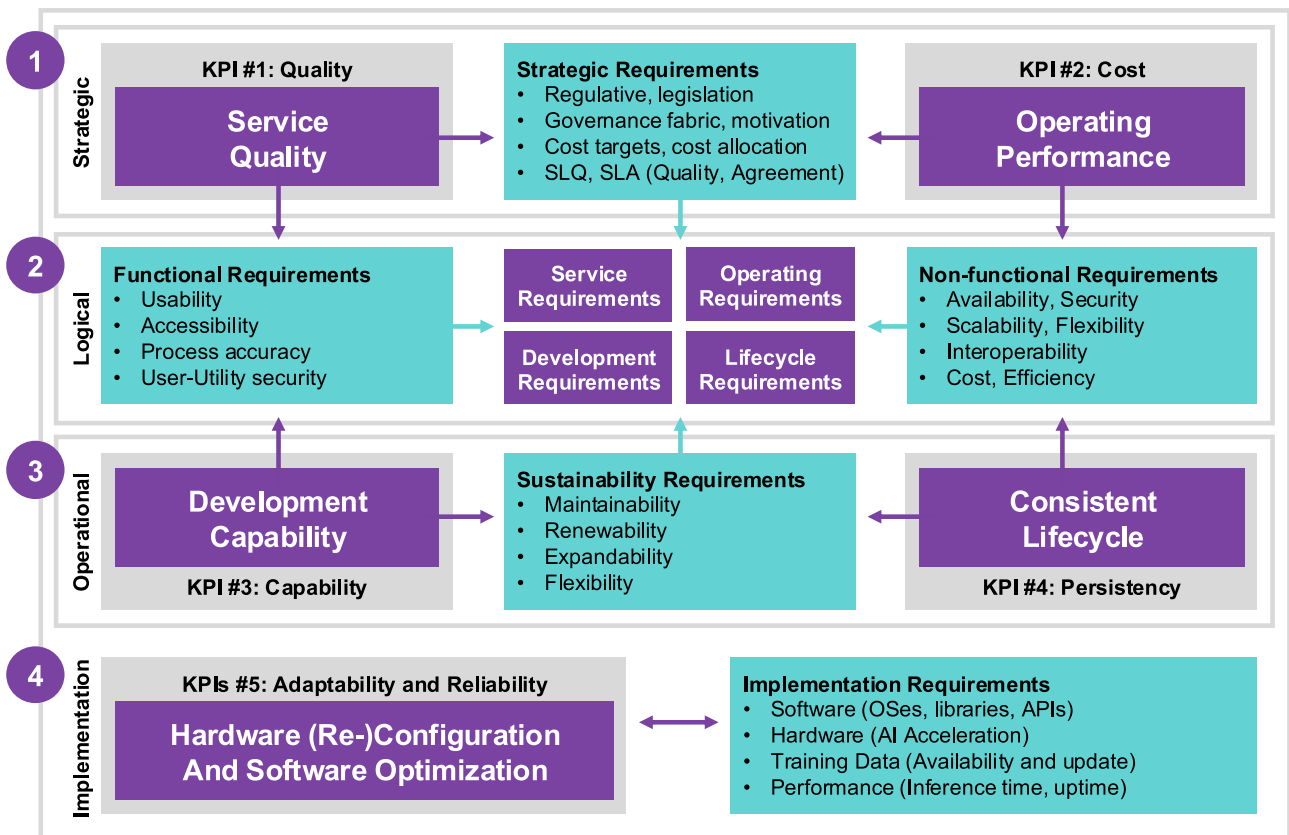 1
Strategic
KPI #1: Quality
Service
Quality
Strategic Requirements
• Regulative, legislation
• Governance fabric, motivation
• Cost targets, cost allocation
• SLQ, SLA (Quality, Agreement)
KPI #2: Cost
Operating
Performance
2
Logical
Functional Requirements
• Usability
• Accessibility
• Process accuracy
• User-Utility security
Service
Requirements
Operating
Requirements
Development
Requirements
Lifecycle
Requirements
Non-functional Requirements
• Availability, Security
• Scalability, Flexibility
• Interoperability
• Cost, Efficiency
3
Operational
Development
Capability
KPI #3: Capability
Sustainability Requirements
• Maintainability
• Renewability
• Expandability
• Flexibility
Consistent
Lifecycle
KPI #4: Persistency
4
Implementation
KPIs #5: Adaptability and Reliability
Hardware (Re-)Configuration
And Software Optimization
Implementation Requirements
• Software (OSes, libraries, APIs)
• Hardware (AI Acceleration)
• Training Data (Availability and update)
• Performance (Inference time, uptime)